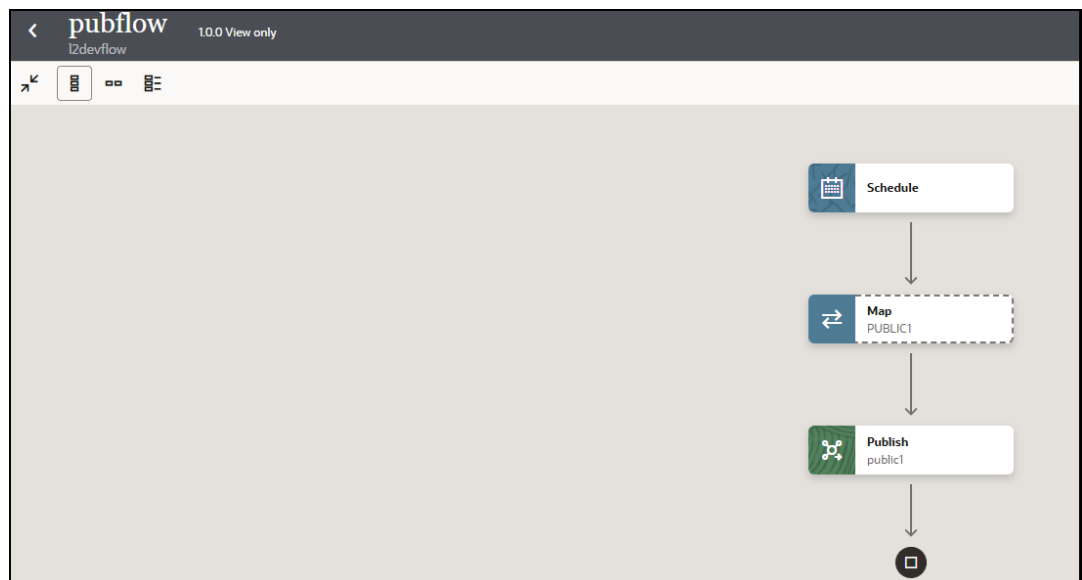 pubflow
1.0.0 View only
l2devflow
Schedule
Map
PUBLIC1
Publish
public1